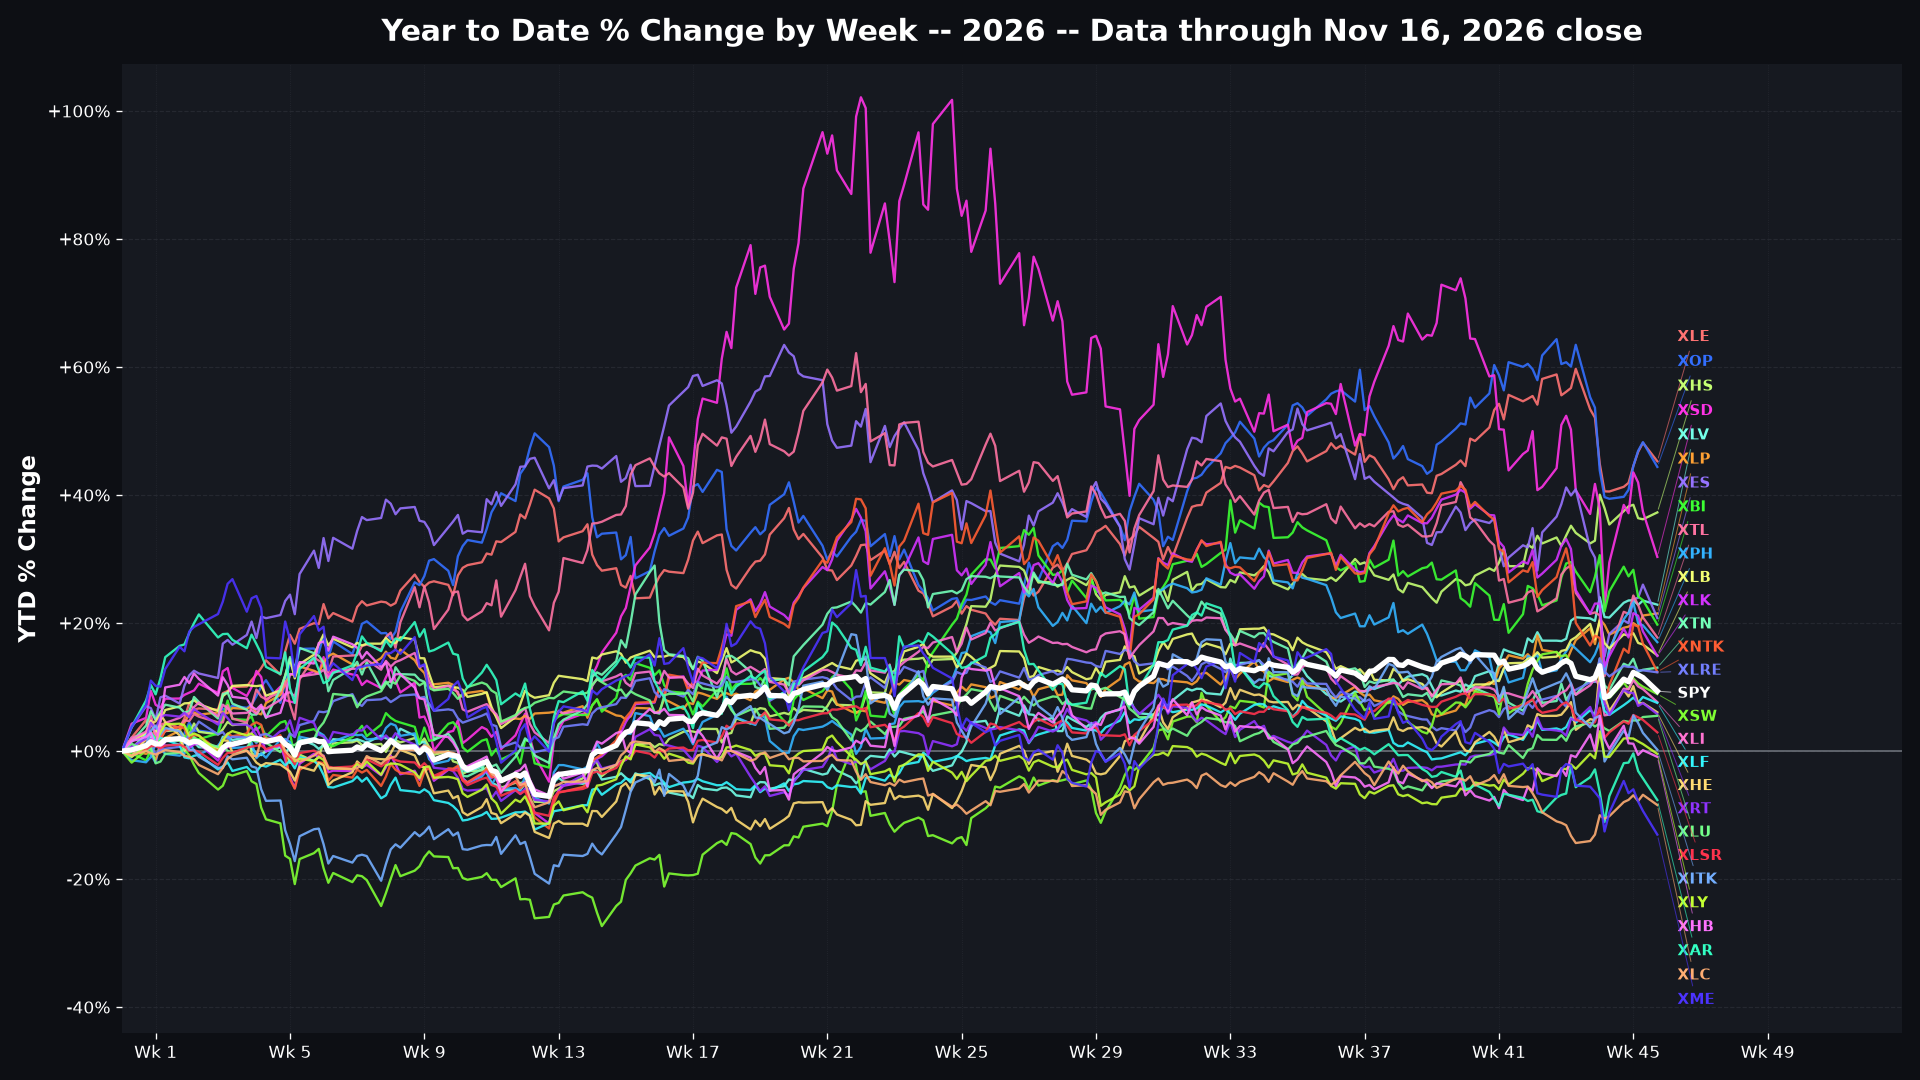 Year to Date % Change by Week -- 2026 -- Data through Nov 16, 2026 close
YTD % Change
+100%
+80%
+60%
+40%
+20%
+0%
-20%
-40%
Wk 1
Wk 5
Wk 9
Wk 13
Wk 17
Wk 21
Wk 25
Wk 29
Wk 33
Wk 37
Wk 41
Wk 45
Wk 49
XLE
XOP
XHS
XSD
XLV
XLP
XES
XBI
XTL
XPH
XLB
XLK
XTN
XNTK
XLRE
SPY
XSW
XLI
XLF
XHE
XRT
XLU
XLSR
XITK
XLY
XHB
XAR
XLC
XME